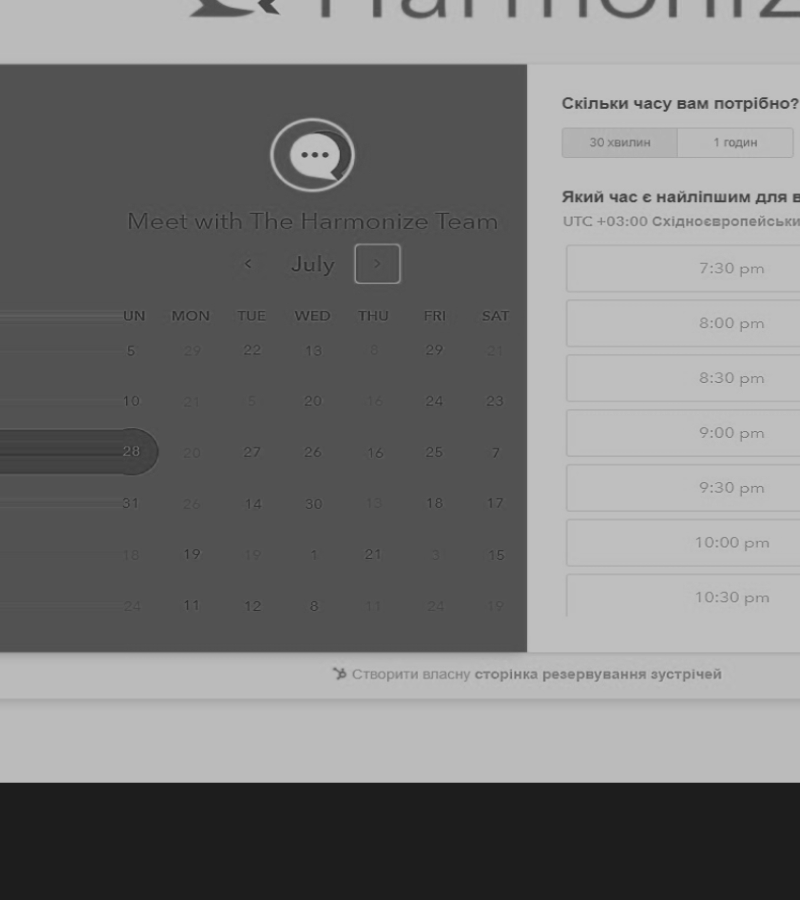 Harmoniz
Meet with The Harmonize Team
July
UN MON TUE WED THU FRI SAT
5 29 22 13 8 29 21
10 21 5 20 16 24 23
28 20 27 26 16 25 7
31 26 14 30 13 18 17
18 19 19 1 21 3 15
24 11 12 8 11 24 19
Скільки часу вам потрібно?
30 хвилин 1 годин
Який час є найліпшим для в
UTC +03:00 Східноєвропейськи
7:30 pm
8:00 pm
8:30 pm
9:00 pm
9:30 pm
10:00 pm
10:30 pm
Створити власну сторінка резервування зустрічей